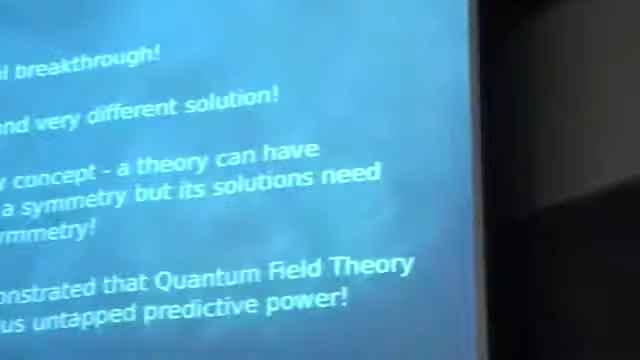 l breakthrough!
nd very different solution!
concept - a theory can have
a symmetry but its solutions need
mmetry!
onstrated that Quantum Field Theory
us untapped predictive power!